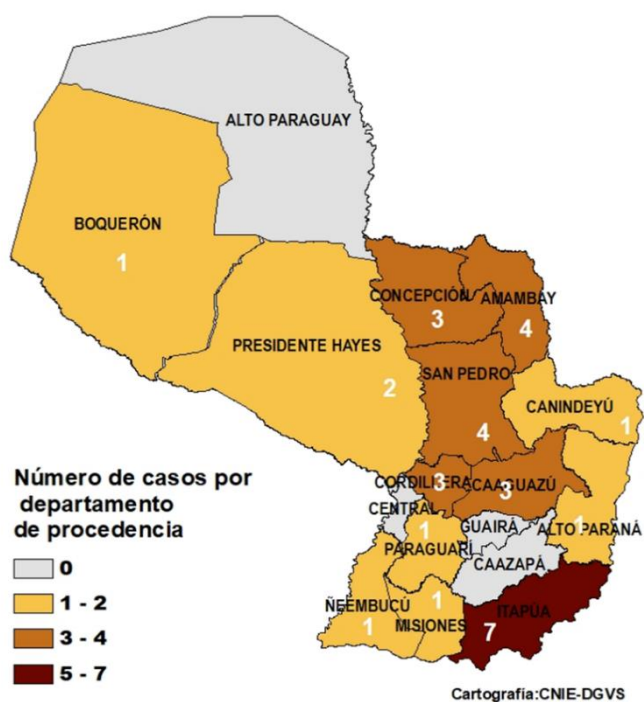 ALTO PARAGUAY
BOQUERÓN
1
CONCEPCIÓN
3
AMAMBAY
4
PRESIDENTE HAYES
2
SAN PEDRO
4
CANINDEYÚ
1
CORDILLERA
3
CAAGUAZÚ
3
CENTRAL
GUAIRÁ
ALTO PARANÁ
1
PARAGUARÍ
1
CAAZAPÁ
ÑEEMBUCÚ
1
MISIONES
1
ITAPÚA
7
Número de casos por
departamento
de procedencia
0
1 - 2
3 - 4
5 - 7
Cartografía:CNIE-DGVS